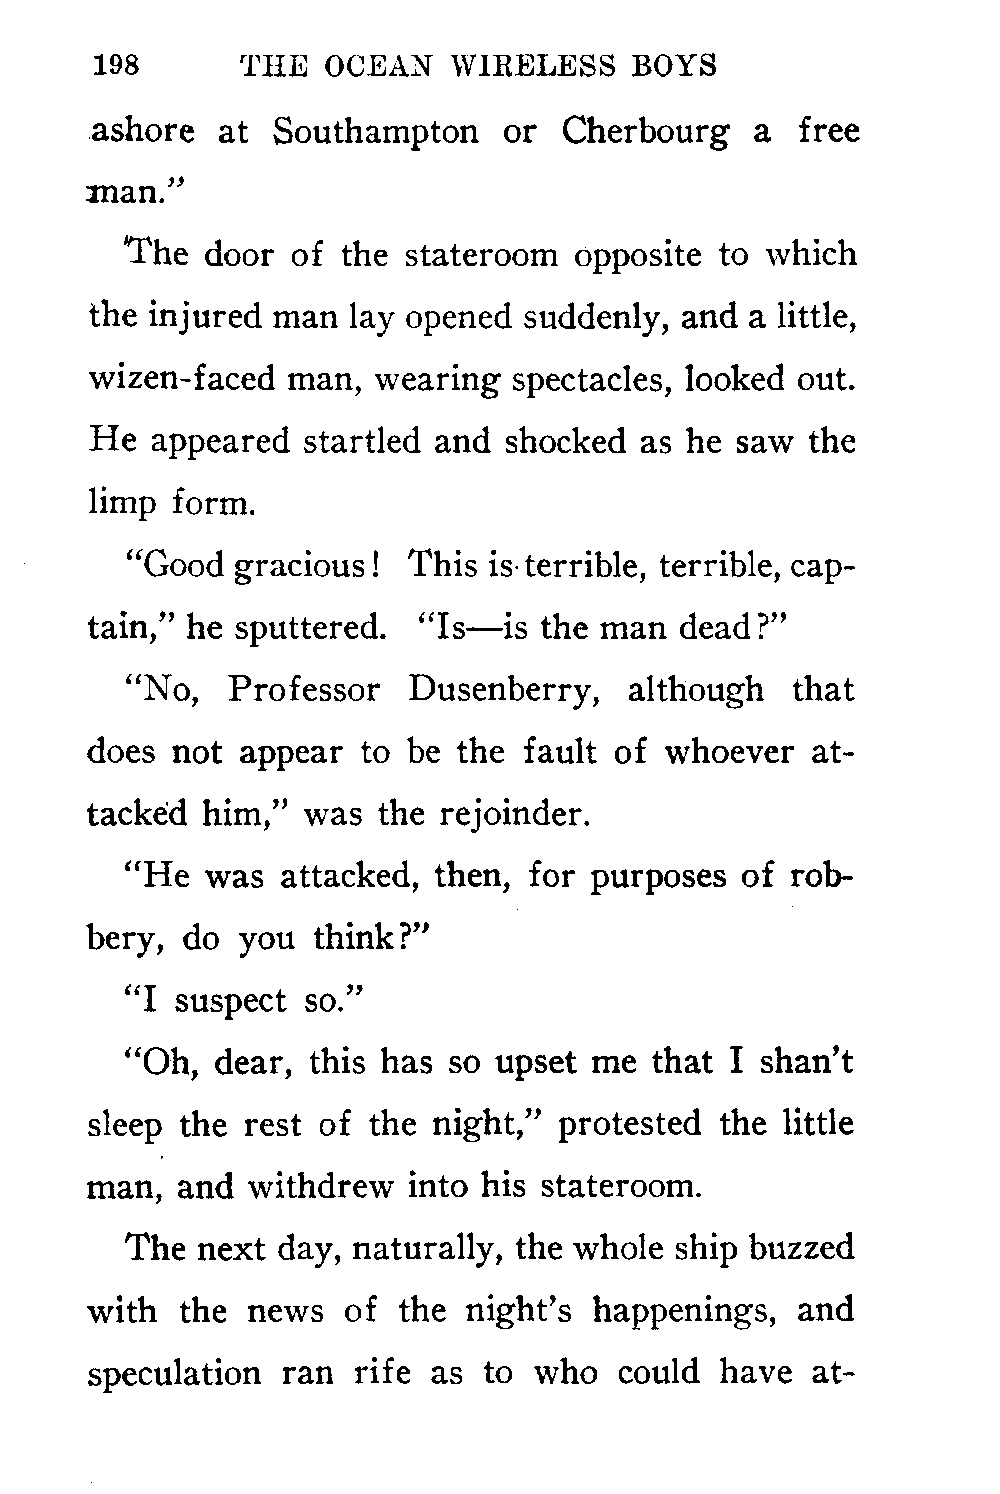 198 THE OCEAN WIRELESS BOYS
ashore at Southampton or Cherbourg a free
man.”
The door of the stateroom opposite to which
the injured man lay opened suddenly, and a little,
wizen-faced man, wearing spectacles, looked out.
He appeared startled and shocked as he saw the
limp form.
“Good gracious! This is terrible, terrible, cap-
tain,” he sputtered. “Is—is the man dead?”
“No, Professor Dusenberry, although that
does not appear to be the fault of whoever at-
tacked him,” was the rejoinder.
“He was attacked, then, for purposes of rob-
bery, do you think?”
“I suspect so.”
“Oh, dear, this has so upset me that I shan’t
sleep the rest of the night,” protested the little
man, and withdrew into his stateroom.
The next day, naturally, the whole ship buzzed
with the news of the night’s happenings, and
speculation ran rife as to who could have at-